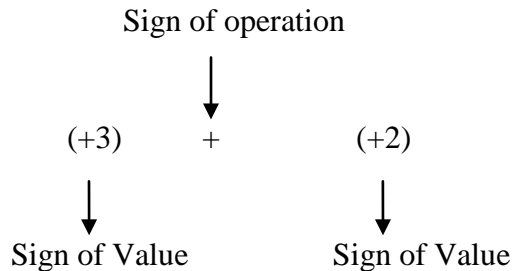 Sign of operation
(+3) + (+2)
Sign of Value Sign of Value